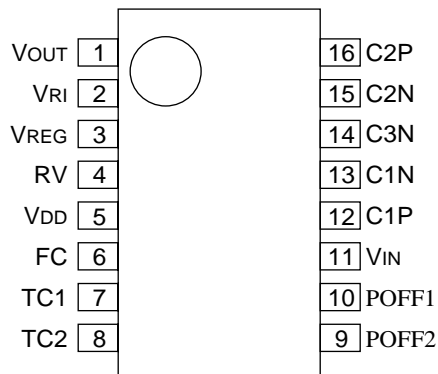 VOUT 1 16 C2P
VRI 2 15 C2N
VREG 3 14 C3N
RV 4 13 C1N
VDD 5 12 C1P
FC 6 11 VIN
TC1 7 10 POFF1
TC2 8 9 POFF2